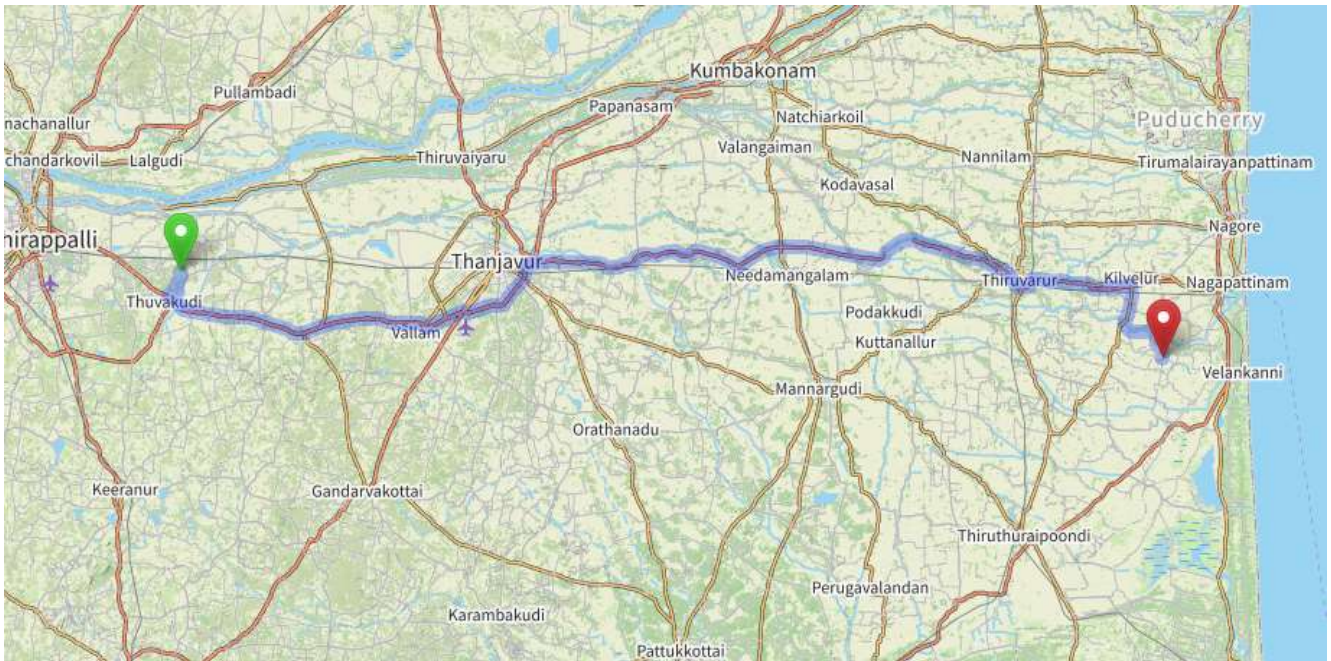 Kumbakonam
Pullambadi
Papanasam
Puducherry
Natchiarkoil
nachanallur
Valangaiman
Nannilam
Tirumalairayanpattinam
chandarkovil
Lalgudi
Thiruvaiyaru
Kodavasal
Nagore
hirappalli
Thanjavur
Needamangalam
Thiruvarur
Kilvelur
Nagapattinam
Thuvakudi
Podakkudi
Vallam
Kuttanallur
Velankanni
Mannargudi
Orathanadu
Keeranur
Gandarvakottai
Thiruthuraipoondi
Perugavalandan
Karambakudi
Pattukkottai